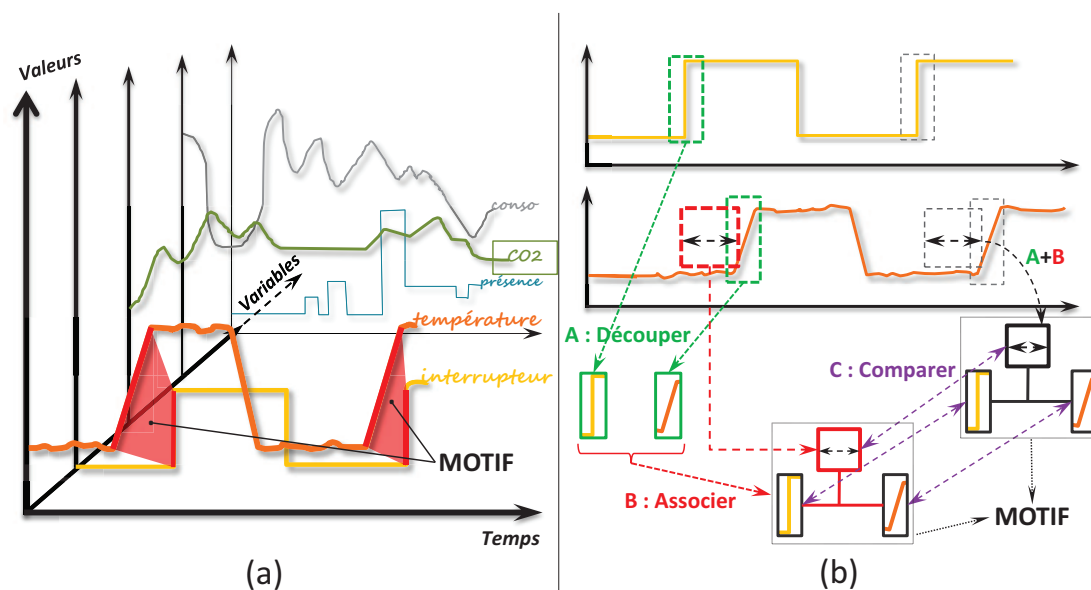 Valeurs
conso
CO2
Variables
présence
température
interrupteur
MOTIF
Temps
(a)
A+B
A : Découper
C : Comparer
B : Associer
MOTIF
(b)